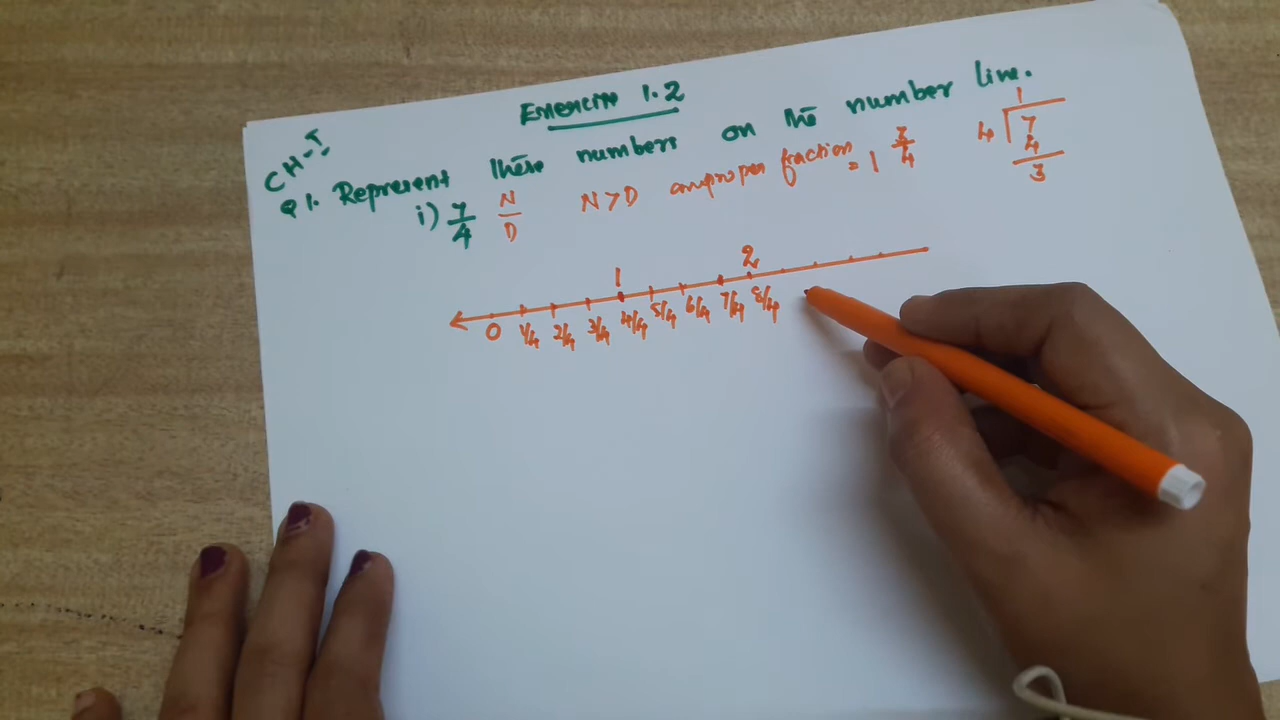 CH-I
Exercise 1.2
Q1. Represent these numbers on the number line.
i) 7/4 N/D N>D improper fraction = 1 3/4
1
4 7
4
3
1 2
0 1/4 2/4 3/4 4/4 5/4 6/4 7/4 8/4